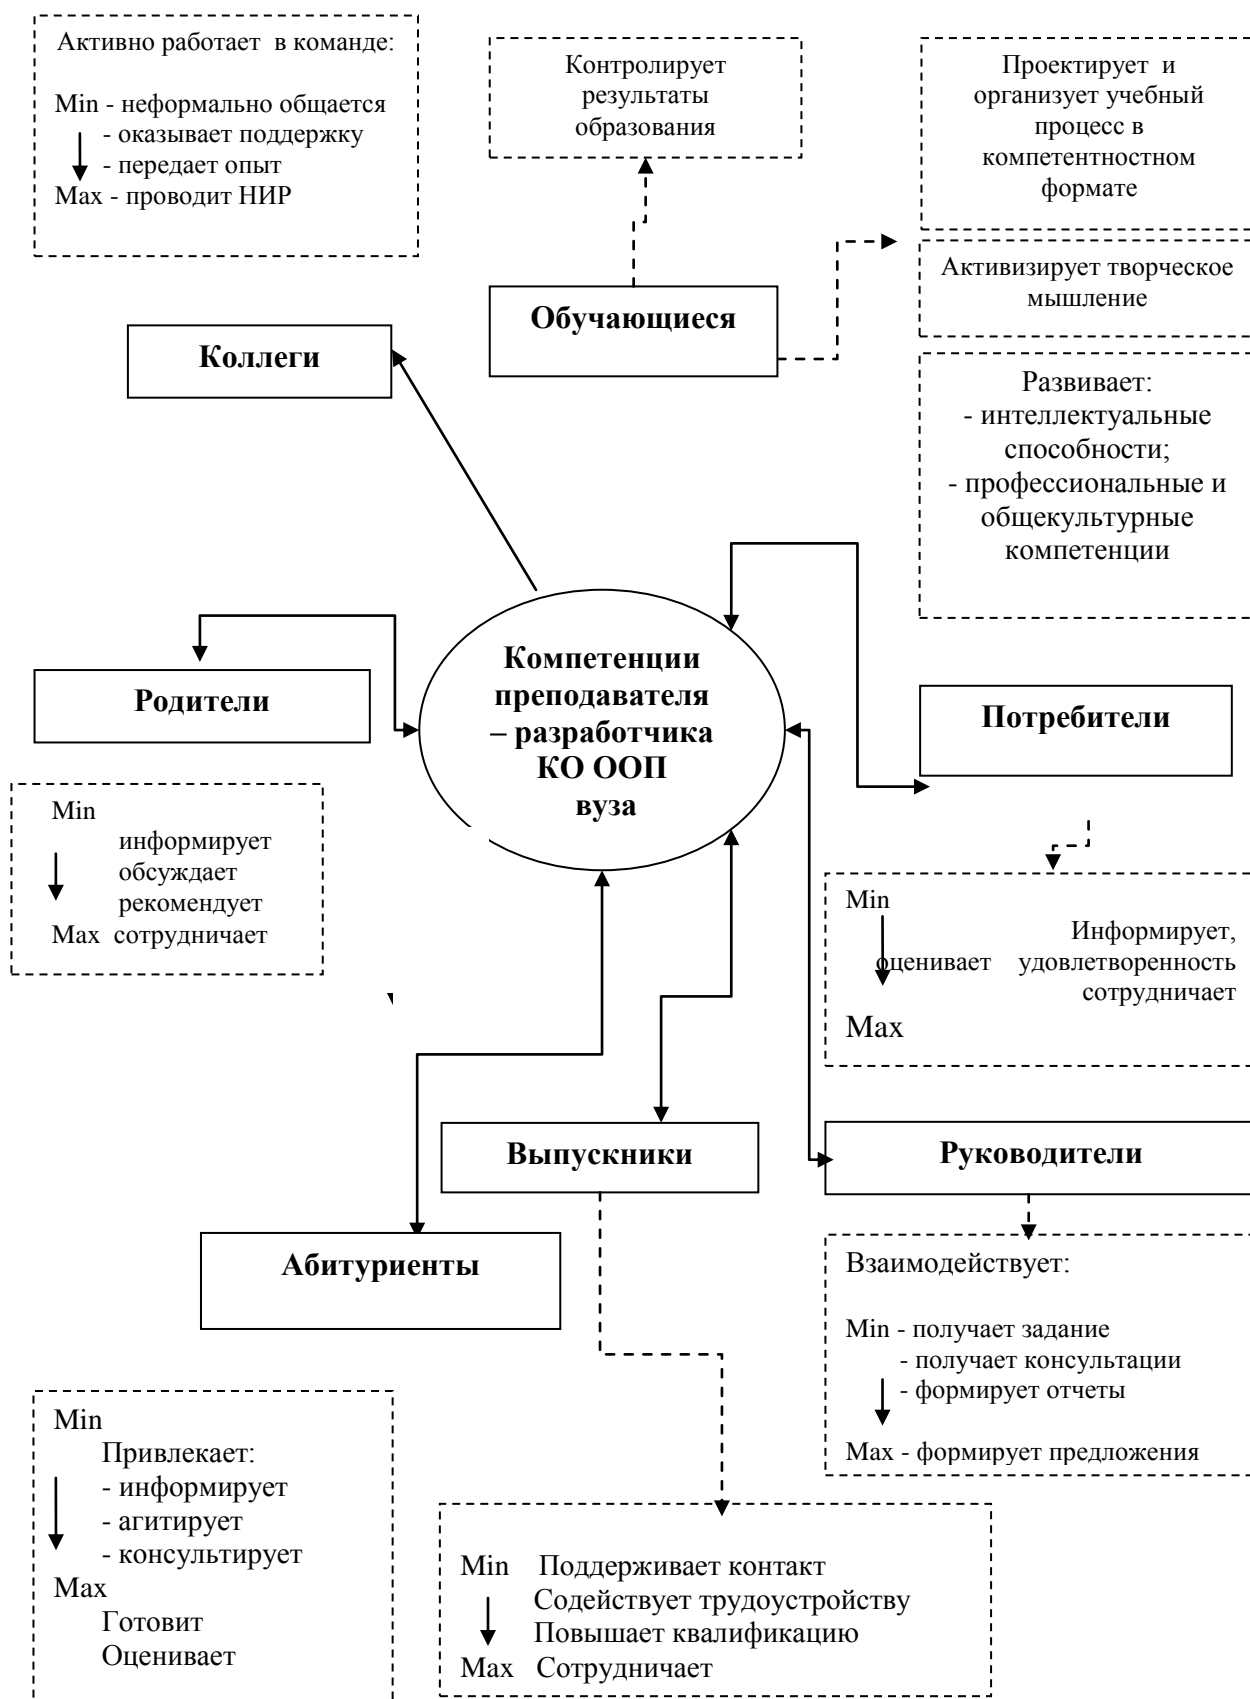 Активно работает в команде:
Min - неформально общается
- оказывает поддержку
- передает опыт
Max - проводит НИР
Контролирует
результаты
образования
Проектирует и
организует учебный
процесс в
компетентностном
формате
Активизирует творческое
мышление
Обучающиеся
Коллеги
Развивает:
- интеллектуальные
способности;
- профессиональные и
общекультурные
компетенции
Компетенции
преподавателя
– разработчика
КО ООП
вуза
Родители
Потребители
Min
информирует
обсуждает
рекомендует
Max сотрудничает
Min
Информирует,
оценивает удовлетворенность
сотрудничает
Max
Выпускники
Руководители
Абитуриенты
Взаимодействует:
Min - получает задание
- получает консультации
- формирует отчеты
Max - формирует предложения
Min
Привлекает:
- информирует
- агитирует
- консультирует
Max
Готовит
Оценивает
Min Поддерживает контакт
Содействует трудоустройству
Повышает квалификацию
Max Сотрудничает